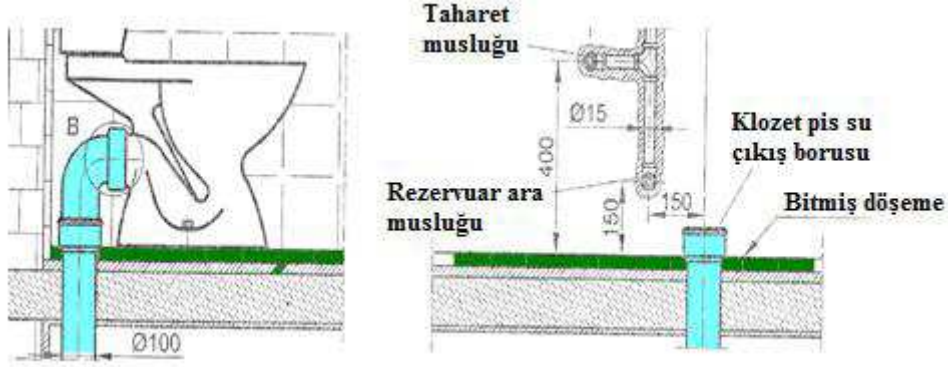 B
Ø100
Taharet
musluğu
Ø15
400
Klozet pis su
çıkış borusu
Rezervuar ara
musluğu
150
150
Bitmiş döşeme